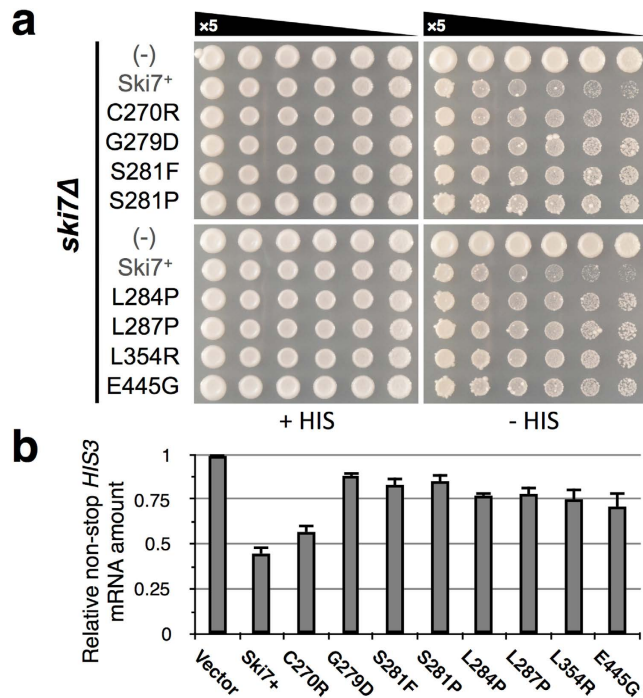 a
×5
×5
ski7Δ
(-)
Ski7⁺
C270R
G279D
S281F
S281P
(-)
Ski7⁺
L284P
L287P
L354R
E445G
+ HIS
- HIS
b
Relative non-stop HIS3
mRNA amount
1
0.75
0.5
0.25
0
Vector
Ski7+
C270R
G279D
S281F
S281P
L284P
L287P
L354R
E445G